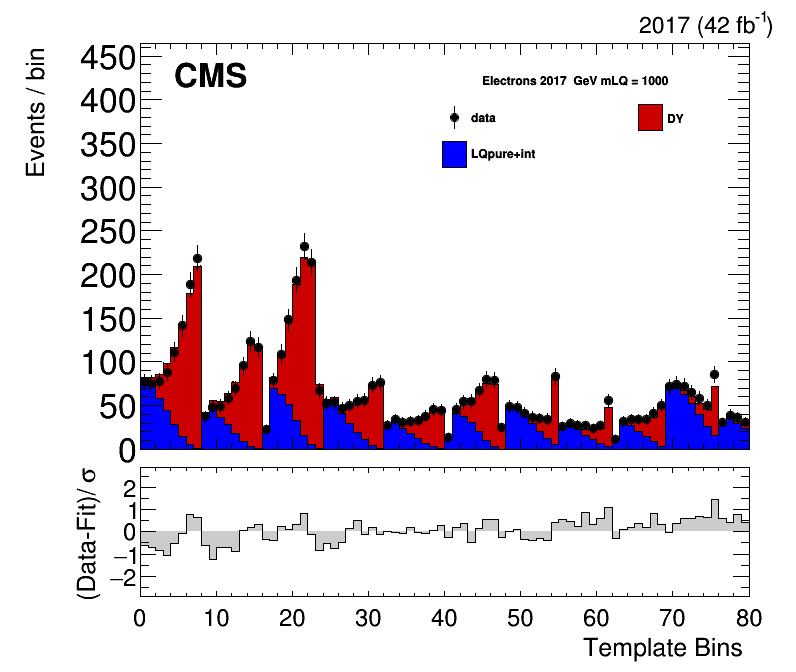 2017 (42 fb-1)
Events / bin
CMS
Electrons 2017 GeV mLQ = 1000
data
DY
LQpure+int
450
400
350
300
250
200
150
100
50
0
(Data-Fit)/ σ
2
1
0
−1
−2
0 10 20 30 40 50 60 70 80
Template Bins